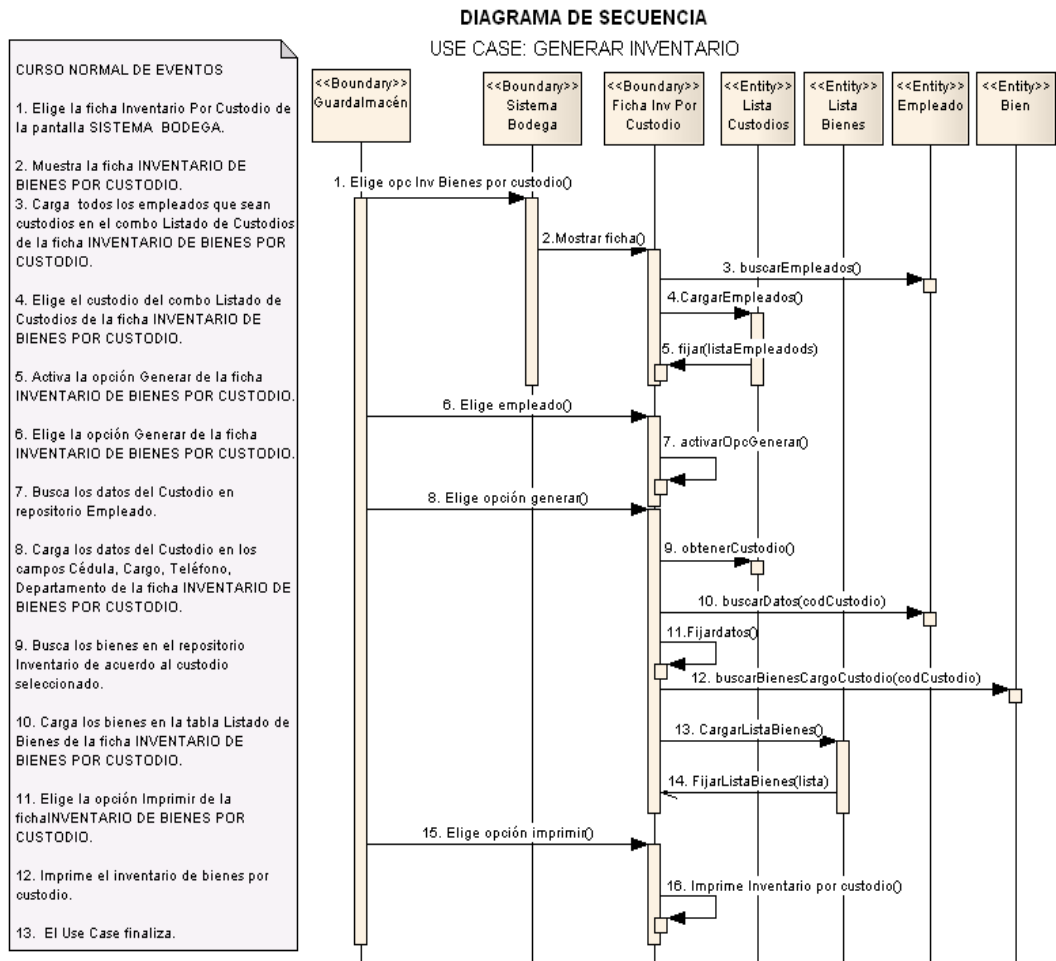 DIAGRAMA DE SECUENCIA
USE CASE: GENERAR INVENTARIO
CURSO NORMAL DE EVENTOS
1. Elige la ficha Inventario Por Custodio de
la pantalla SISTEMA BODEGA.
2. Muestra la ficha INVENTARIO DE
BIENES POR CUSTODIO.
3. Carga todos los empleados que sean
custodios en el combo Listado de Custodios
de la ficha INVENTARIO DE BIENES POR
CUSTODIO.
4. Elige el custodio del combo Listado de
Custodios de la ficha INVENTARIO DE
BIENES POR CUSTODIO.
5. Activa la opción Generar de la ficha
INVENTARIO DE BIENES POR CUSTODIO.
6. Elige la opción Generar de la ficha
INVENTARIO DE BIENES POR CUSTODIO.
7. Busca los datos del Custodio en
repositorio Empleado.
8. Carga los datos del Custodio en los
campos Cédula, Cargo, Teléfono,
Departamento de la ficha INVENTARIO DE
BIENES POR CUSTODIO.
9. Busca los bienes en el repositorio
Inventario de acuerdo al custodio
seleccionado.
10. Carga los bienes en la tabla Listado de
Bienes de la ficha INVENTARIO DE
BIENES POR CUSTODIO.
11. Elige la opción Imprimir de la
fichaINVENTARIO DE BIENES POR
CUSTODIO.
12. Imprime el inventario de bienes por
custodio.
13. El Use Case finaliza.
<<Boundary>>
Guardalmacén
<<Boundary>>
Sistema
Bodega
<<Boundary>>
Ficha Inv Por
Custodio
<<Entity>>
Lista
Custodios
<<Entity>>
Lista
Bienes
<<Entity>>
Empleado
<<Entity>>
Bien
1. Elige opc Inv Bienes por custodio()
2.Mostrar ficha()
3. buscarEmpleados()
4.CargarEmpleados()
5. fijar(listaEmpleadods)
6. Elige empleado()
7. activarOpcGenerar()
8. Elige opción generar()
9. obtenerCustodio()
10. buscarDatos(codCustodio)
11.Fijardatos()
12. buscarBienesCargoCustodio(codCustodio)
13. CargarListaBienes()
14. FijarListaBienes(lista)
15. Elige opción imprimir()
16. Imprime Inventario por custodio()